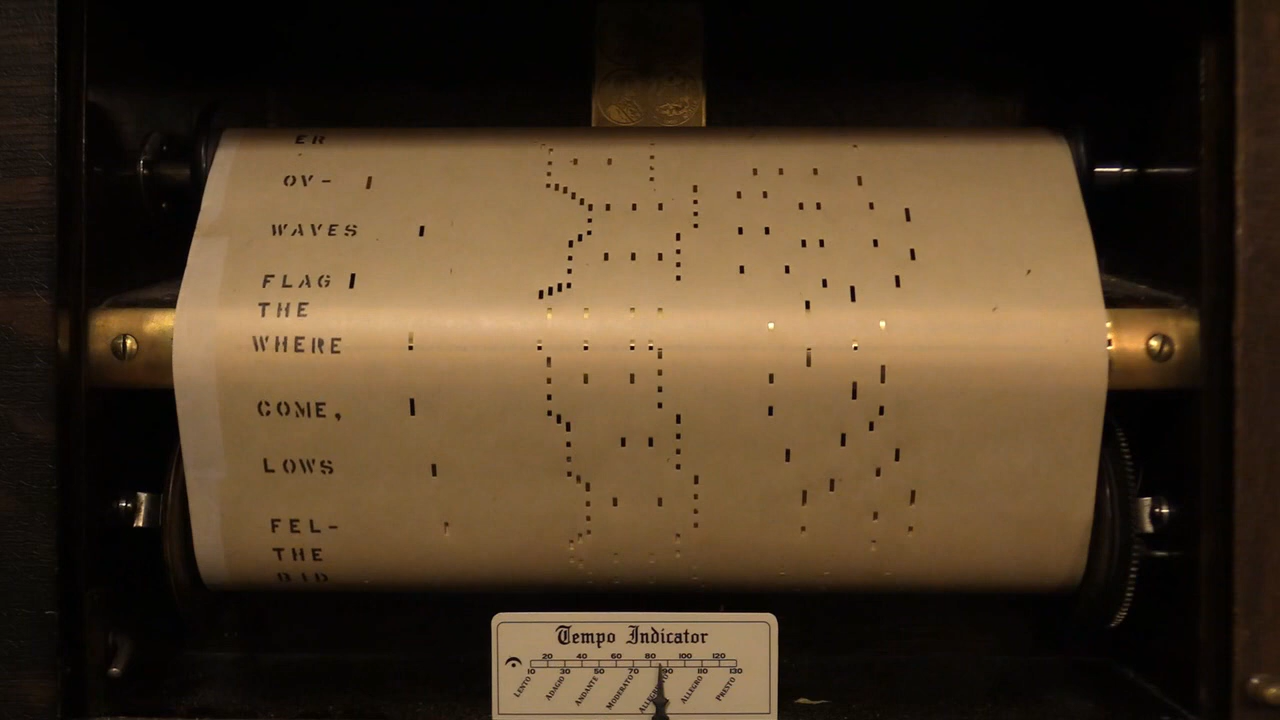 ER
OV-
WAVES
FLAG
THE
WHERE
COME,
LOWS
FEL-
THE
BID
Tempo Indicator
20 40 60 80 100 120
10 30 50 70 90 110 130
LENTO ADAGIO ANDANTE MODERATO ALLEGRO PRESTO